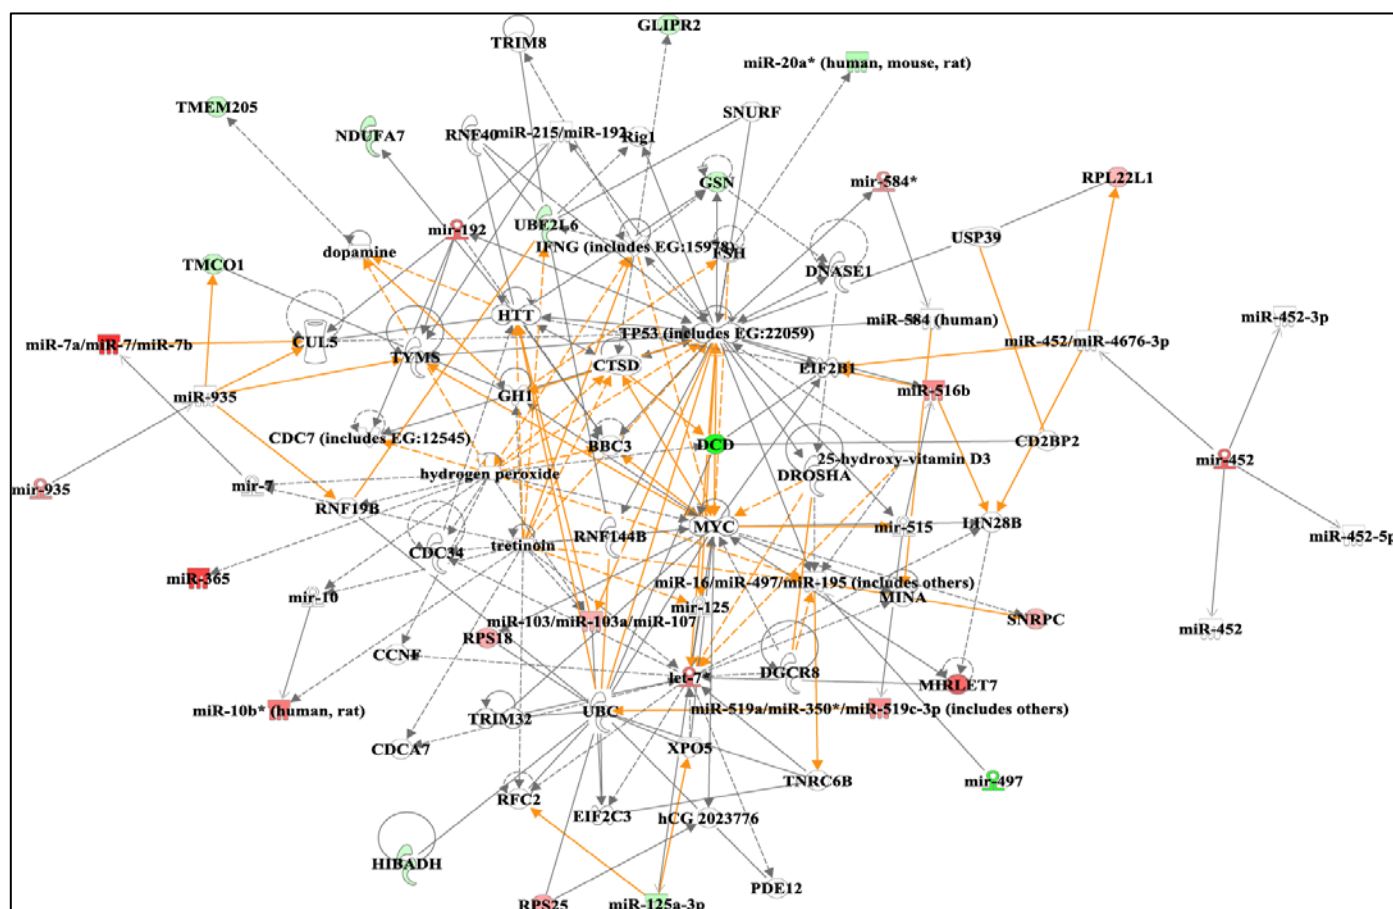 GLIPR2
TRIM8
miR-20a* (human, mouse, rat)
TMEM205
SNURF
NDUFA7
RNF40
miR-215/miR-192
Rig1
GSN
mir-584*
RPL22L1
UBE2L6
mir-192
USP39
IFNG (includes EG:15978)
FSH
dopamine
TMCO1
DNASE1
HTT
miR-584 (human)
miR-452-3p
TP53 (includes EG:22059)
miR-7a/miR-7/miR-7b
CUL5
miR-452/miR-4676-3p
TYMS
CTSD
EIF2B1
miR-516b
miR-935
GH1
CDC7 (includes EG:12545)
BBC3
DCD
CD2BP2
25-hydroxy-vitamin D3
mir-452
hydrogen peroxide
DROSHA
mir-935
mir-7
RNF19B
MYC
mir-515
LIN28B
RNF144B
miR-452-5p
tretinoin
CDC34
miR-365
miR-16/miR-497/miR-195 (includes others)
mir-10
MINA
mir-125
miR-103/miR-103a/miR-107
SNRPC
RPS18
miR-452
CCNF
let-7*
DGCR8
MIRLET7
miR-10b* (human, rat)
miR-519a/miR-350*/miR-519c-3p (includes others)
TRIM32
UBC
CDCA7
XPO5
TNRC6B
mir-497
RFC2
EIF2C3
hCG 2023776
HIBADH
PDE12
RPS25
miR-125a-3p